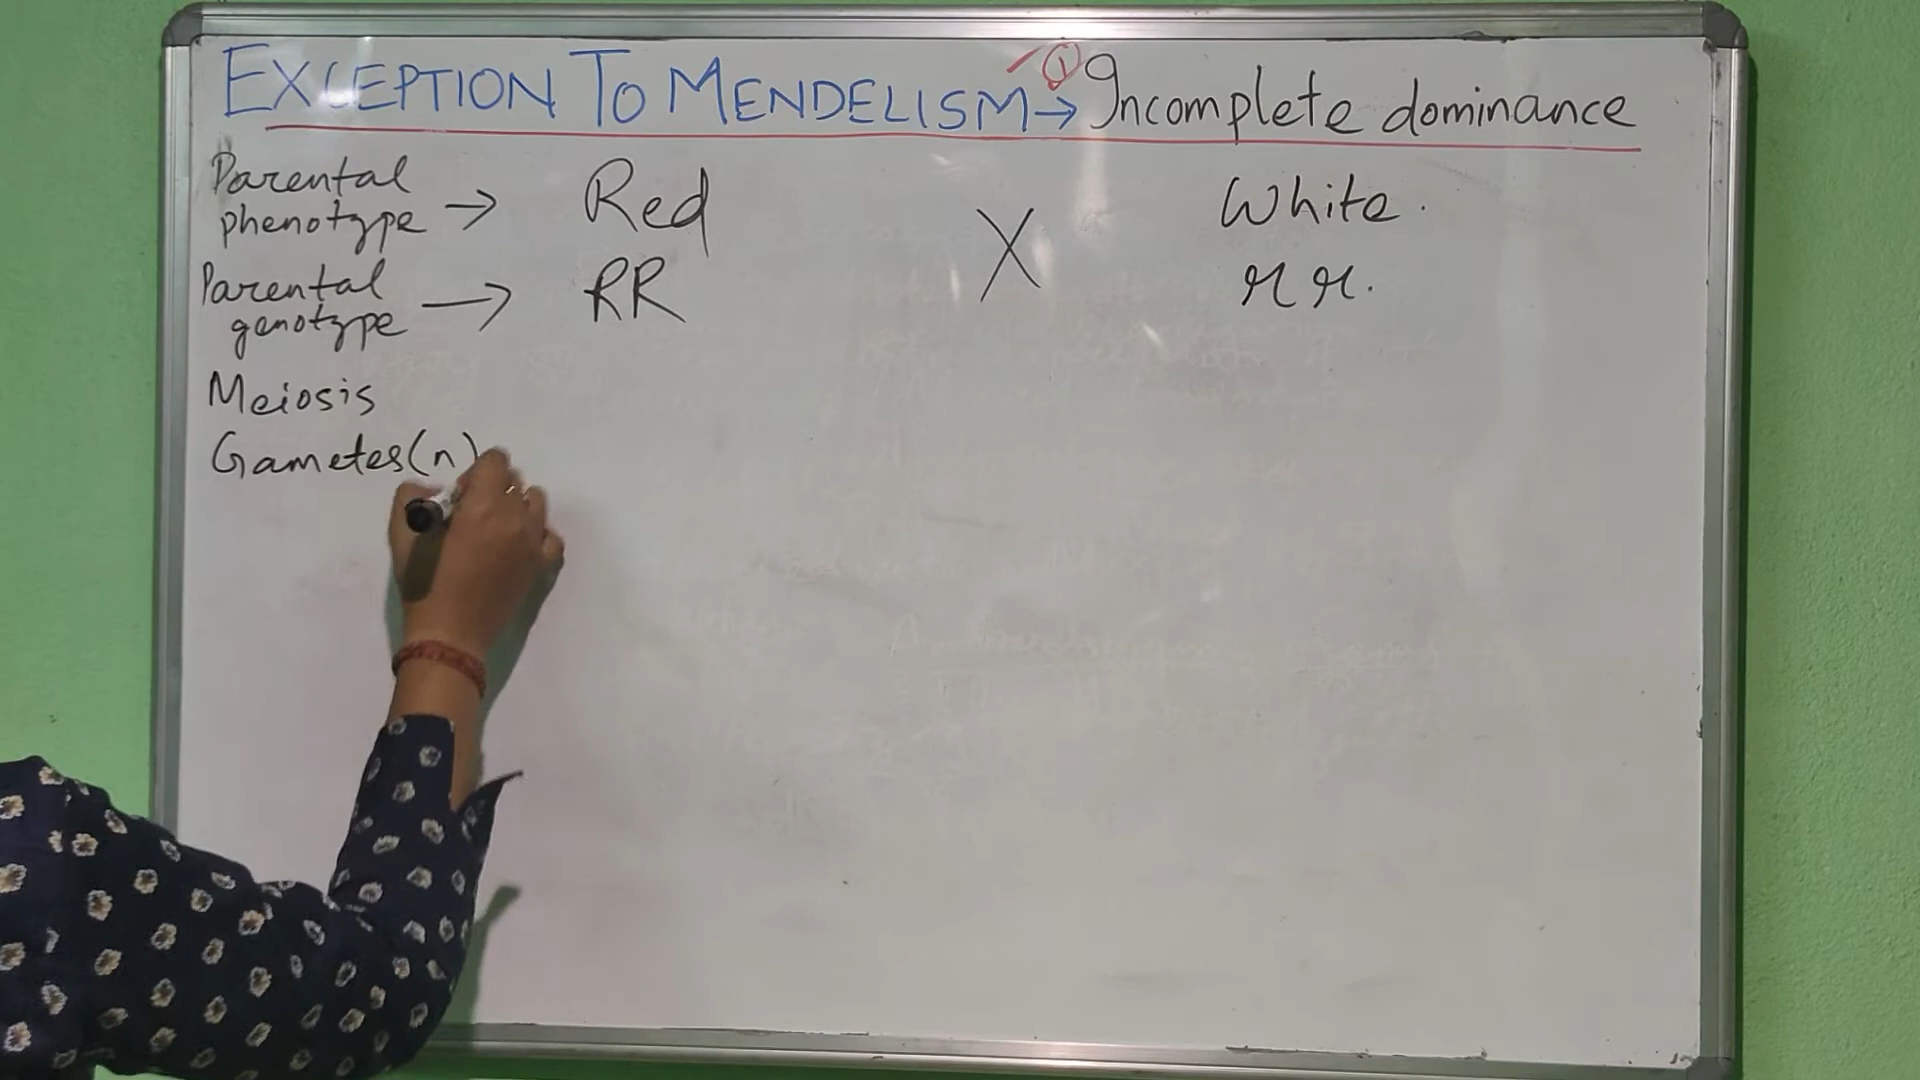 EXCEPTION TO MENDELISM → ① Incomplete dominance
Parental phenotype → Red X White.
Parental genotype → RR rr.
Meiosis
Gametes(n)